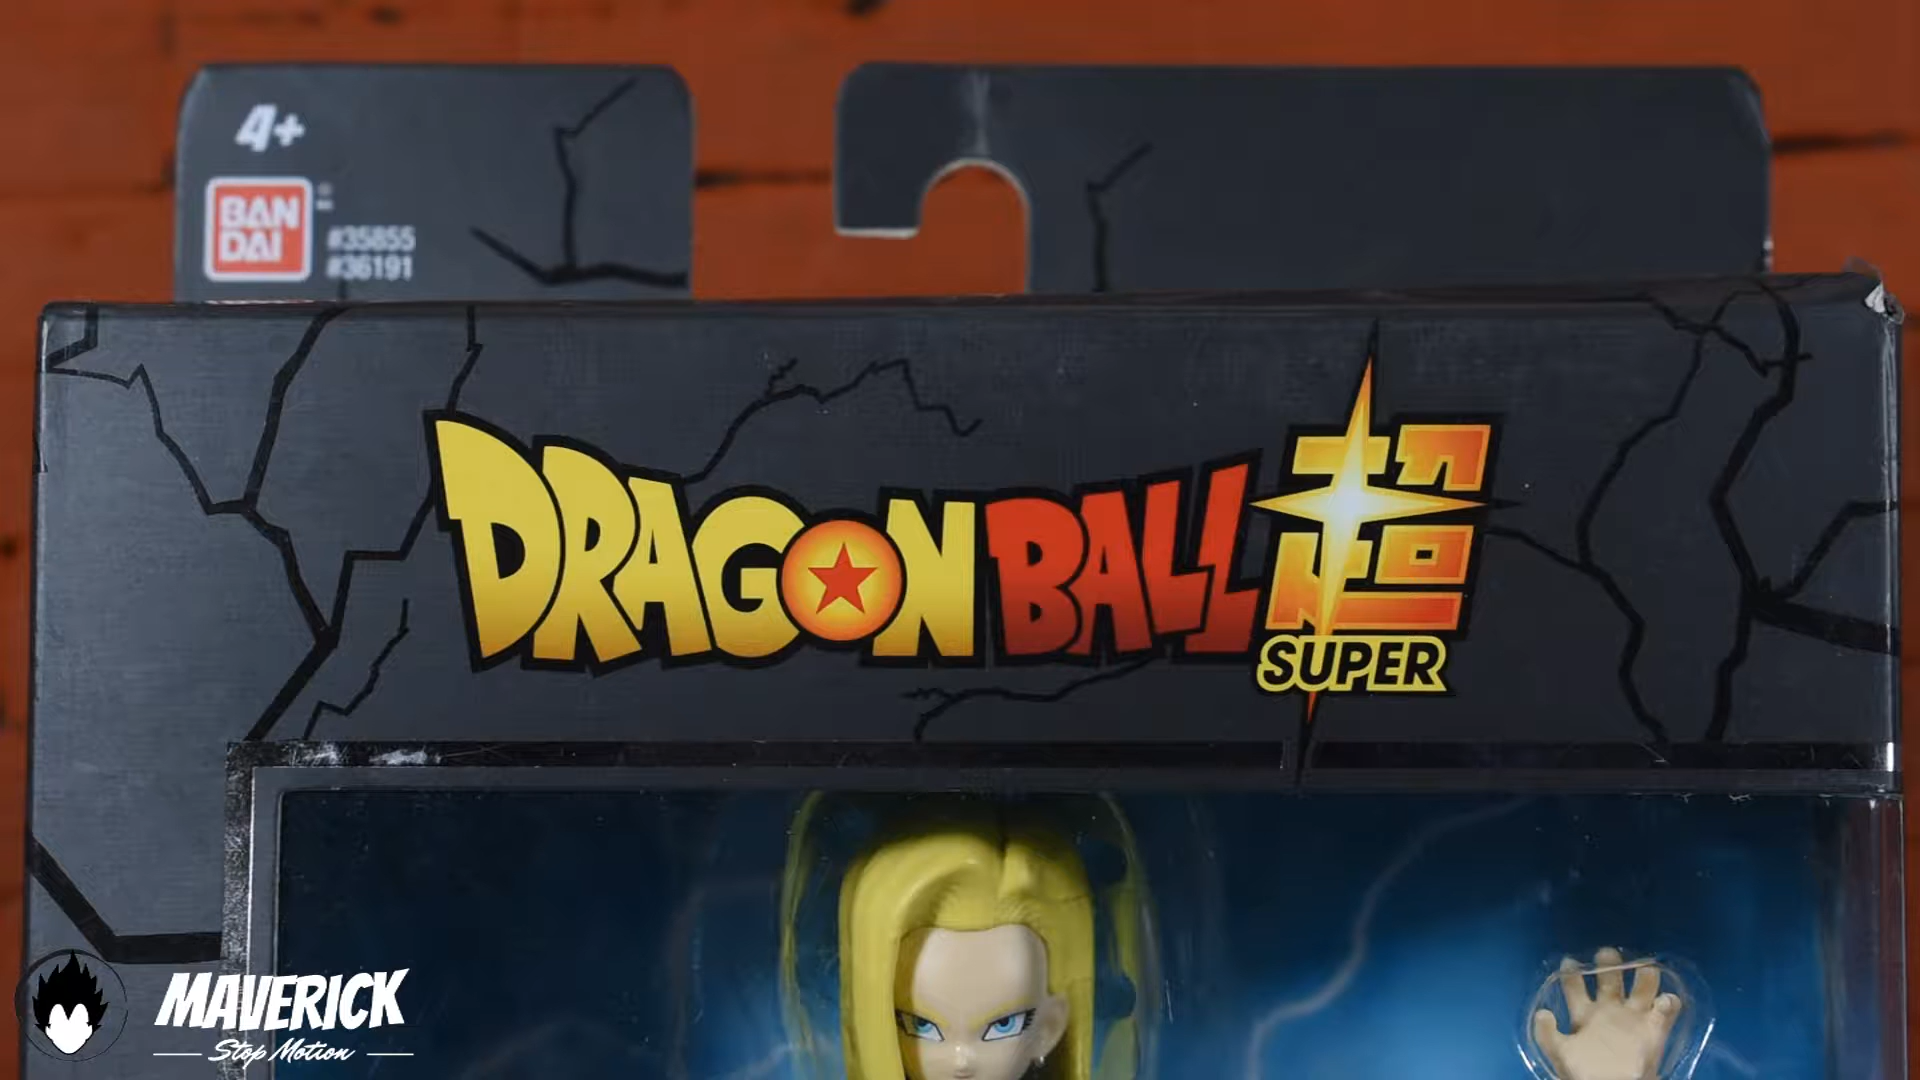 4+
BAN
DAI
#35855
#36191
DRAGON BALL 超
SUPER
MAVERICK
Stop Motion